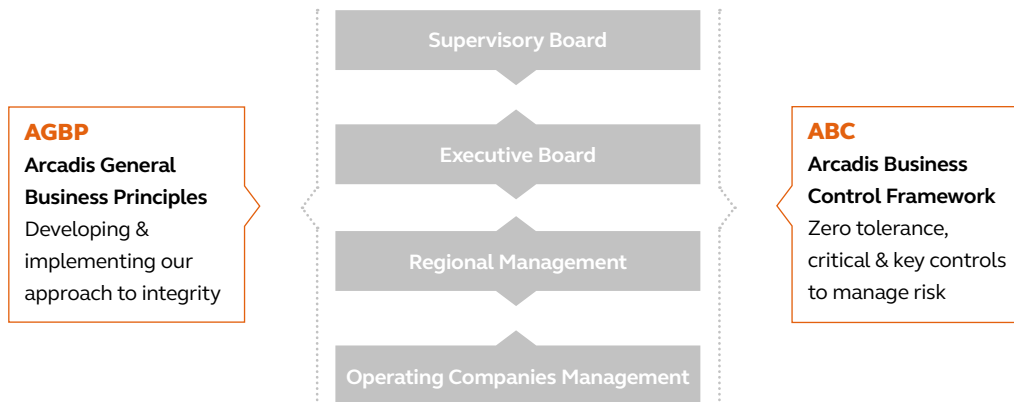 Supervisory Board
AGBP
Arcadis General
Business Principles
Developing &
implementing our
approach to integrity
Executive Board
Regional Management
ABC
Arcadis Business
Control Framework
Zero tolerance,
critical & key controls
to manage risk
Operating Companies Management